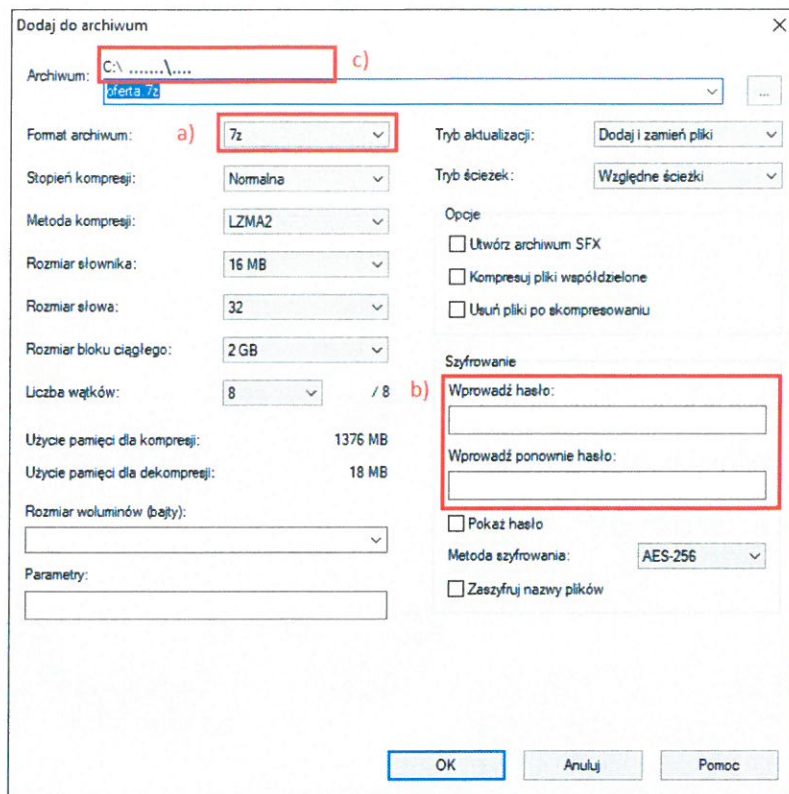 Dodaj do archiwum
C:\ .......\....
c)
Archiwum:
oferta.7z
...
Format archiwum:
a)
7z
Tryb aktualizacji:
Dodaj i zamień pliki
Stopień kompresji:
Normalna
Tryb ścieżek:
Względne ścieżki
Metoda kompresji:
LZMA2
Opcje
Utwórz archiwum SFX
Rozmiar słownika:
16 MB
Kompresuj pliki współdzielone
Rozmiar słowa:
32
Usuń pliki po skompresowaniu
Rozmiar bloku ciągłego:
2 GB
Szyfrowanie
Liczba wątków:
8
/ 8
b)
Wprowadź hasło:
Użycie pamięci dla kompresji:
1376 MB
Wprowadź ponownie hasło:
Użycie pamięci dla dekompresji:
18 MB
Rozmiar woluminów (bajty):
Pokaż hasło
Metoda szyfrowania:
AES-256
Parametry:
Zaszyfruj nazwy plików
OK
Anuluj
Pomoc